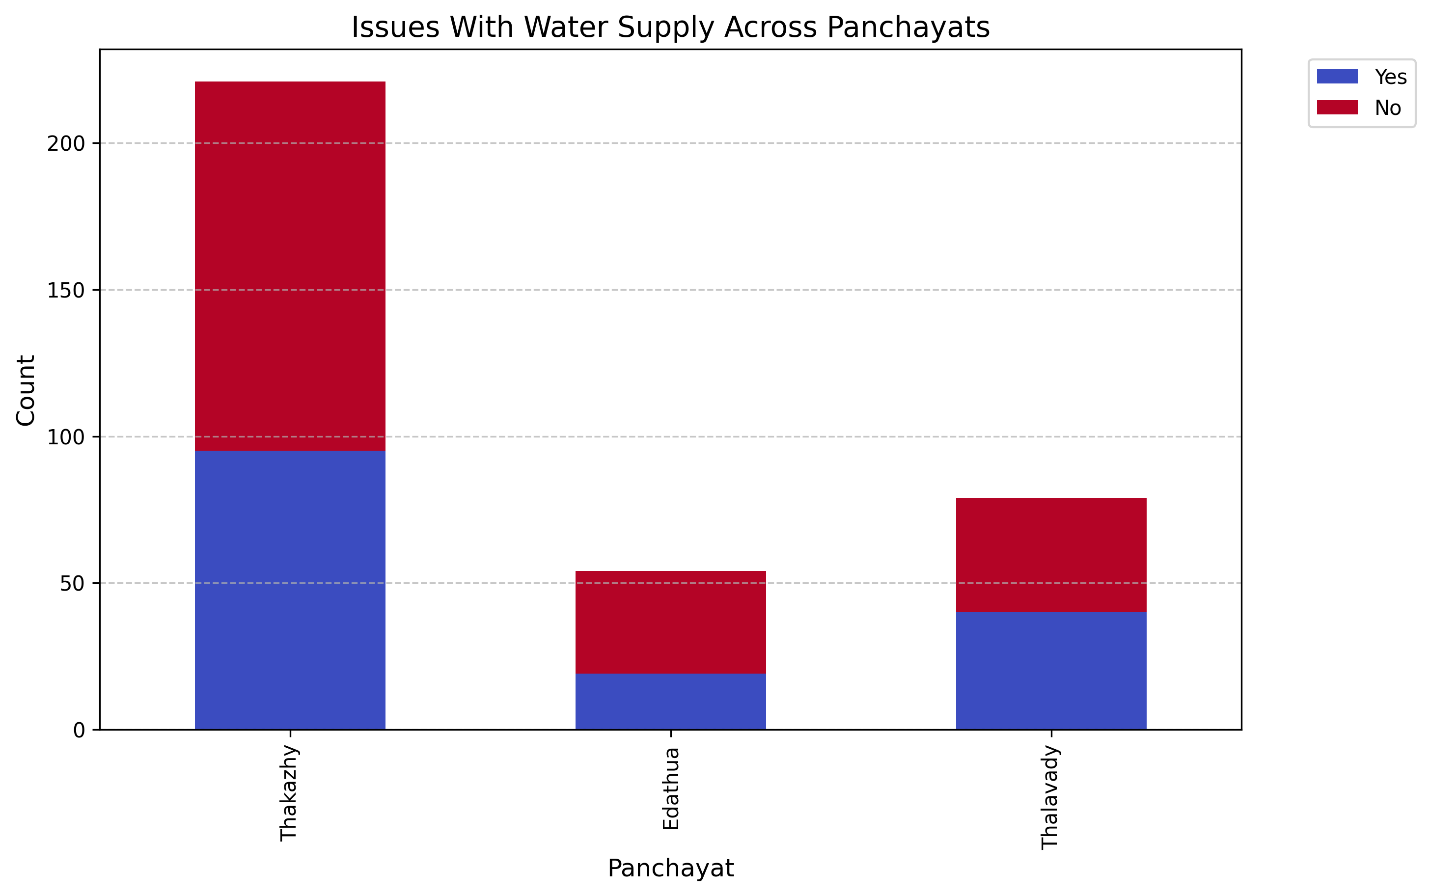 Issues With Water Supply Across Panchayats
Yes
No
200
150
100
50
0
Count
Thakazhy
Edathua
Thalavady
Panchayat